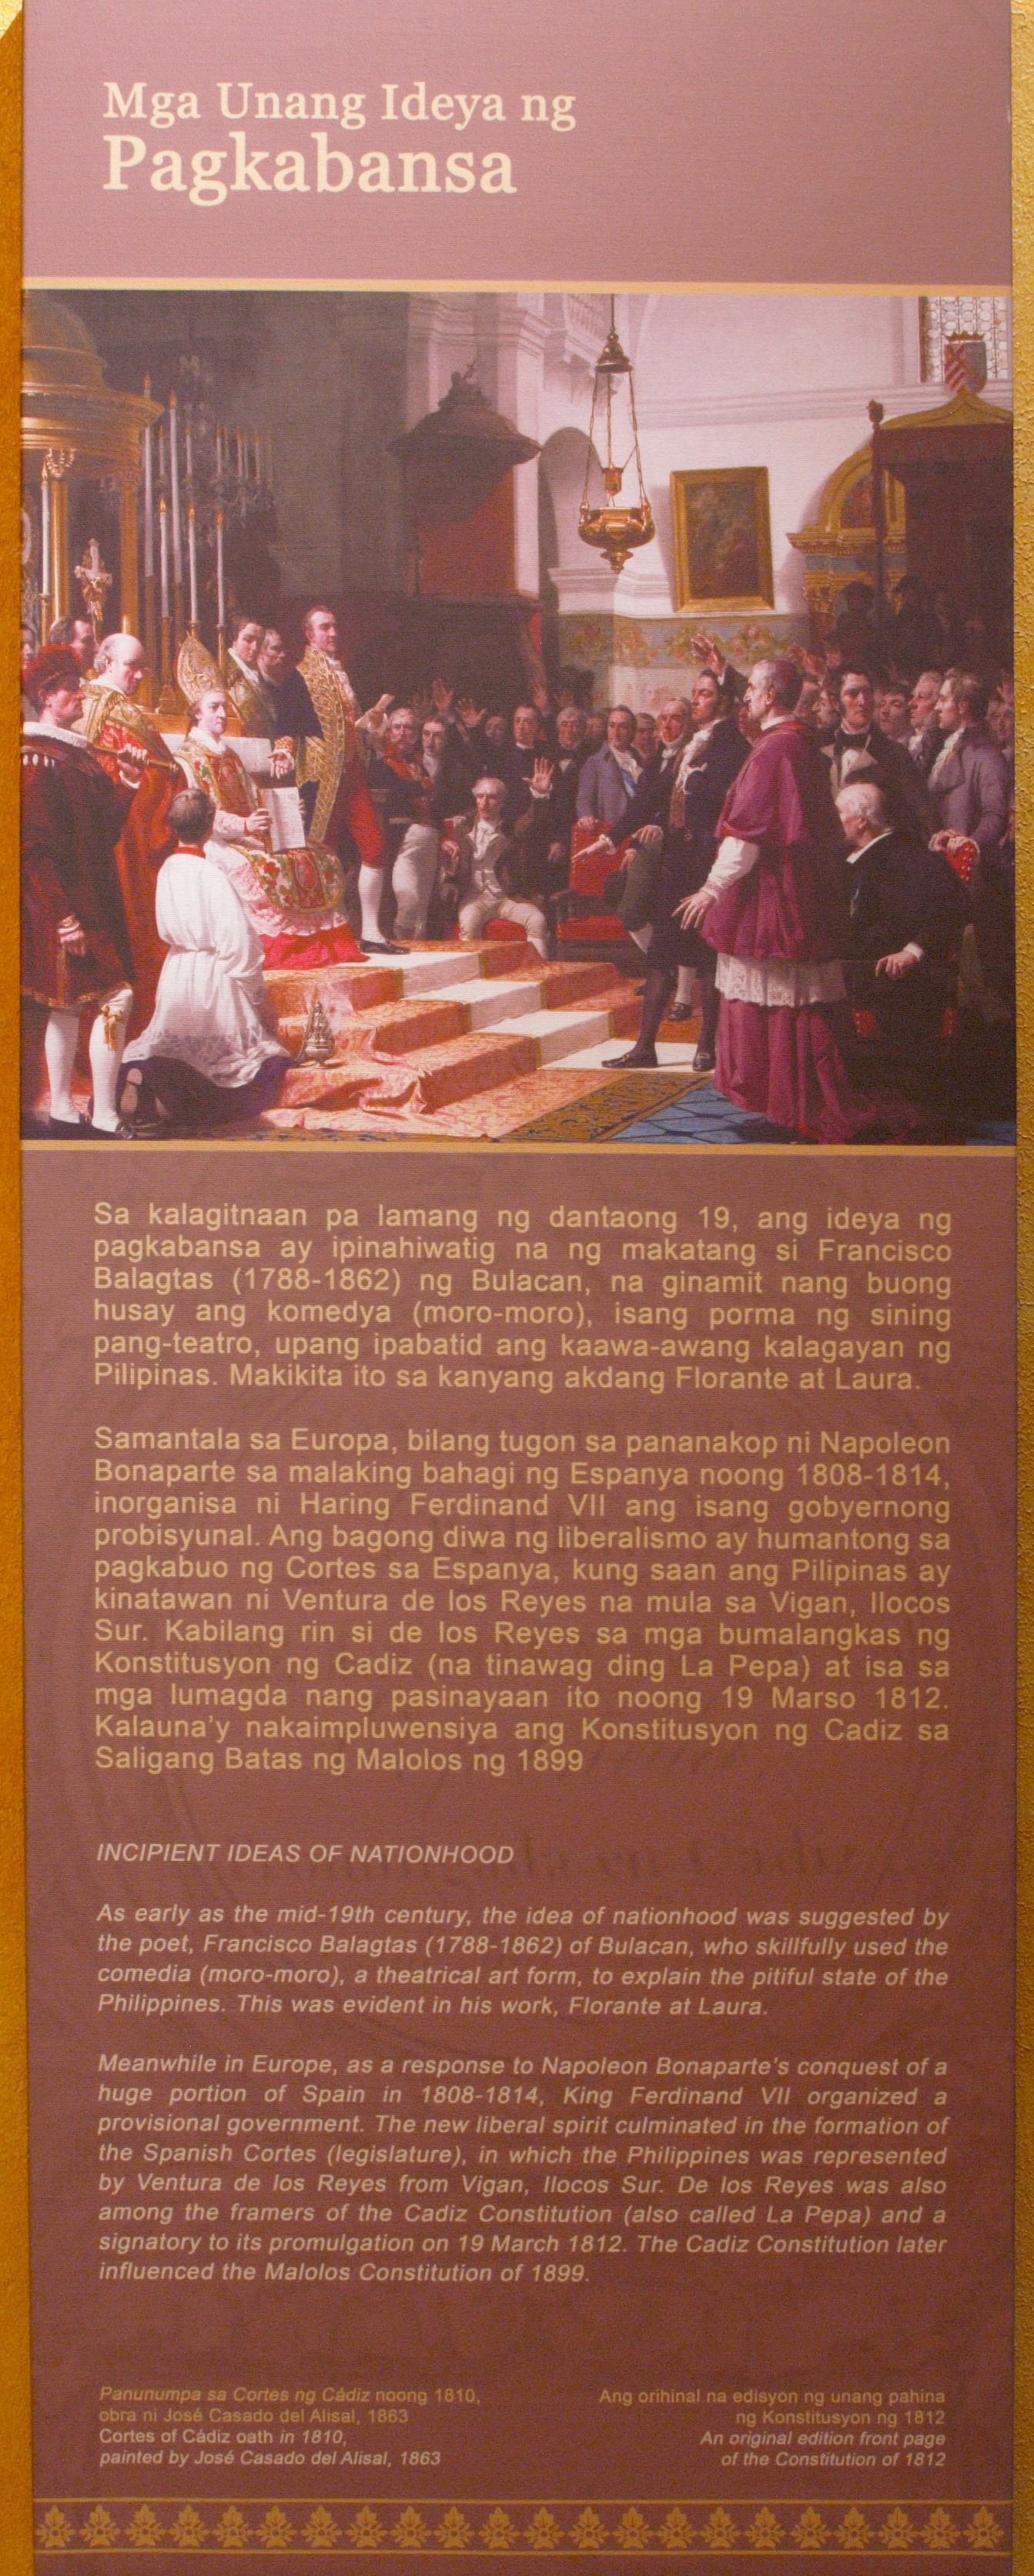 Mga Unang Ideya ng
Pagkabansa
Sa kalagitnaan pa lamang ng dantaong 19, ang ideya ng
pagkabansa ay ipinahiwatig na ng makatang si Francisco
Balagtas (1788-1862) ng Bulacan, na ginamit nang buong
husay ang komedya (moro-moro), isang porma ng sining
pang-teatro, upang ipabatid ang kaawa-awang kalagayan ng
Pilipinas. Makikita ito sa kanyang akdang Florante at Laura.
Samantala sa Europa, bilang tugon sa pananakop ni Napoleon
Bonaparte sa malaking bahagi ng Espanya noong 1808-1814,
inorganisa ni Haring Ferdinand VII ang isang gobyernong
probisyunal. Ang bagong diwa ng liberalismo ay humantong sa
pagkabuo ng Cortes sa Espanya, kung saan ang Pilipinas ay
kinatawan ni Ventura de los Reyes na mula sa Vigan, Ilocos
Sur. Kabilang rin si de los Reyes sa mga bumalangkas ng
Konstitusyon ng Cadiz (na tinawag ding La Pepa) at isa sa
mga lumagda nang pasinayaan ito noong 19 Marso 1812.
Kalauna'y nakaimpluwensiya ang Konstitusyon ng Cadiz sa
Saligang Batas ng Malolos ng 1899
INCIPIENT IDEAS OF NATIONHOOD
As early as the mid-19th century, the idea of nationhood was suggested by
the poet, Francisco Balagtas (1788-1862) of Bulacan, who skillfully used the
comedia (moro-moro), a theatrical art form, to explain the pitiful state of the
Philippines. This was evident in his work, Florante at Laura.
Meanwhile in Europe, as a response to Napoleon Bonaparte's conquest of a
huge portion of Spain in 1808-1814, King Ferdinand VII organized a
provisional government. The new liberal spirit culminated in the formation of
the Spanish Cortes (legislature), in which the Philippines was represented
by Ventura de los Reyes from Vigan, Ilocos Sur. De los Reyes was also
among the framers of the Cadiz Constitution (also called La Pepa) and a
signatory to its promulgation on 19 March 1812. The Cadiz Constitution later
influenced the Malolos Constitution of 1899.
Panunumpa sa Cortes ng Cádiz noong 1810,
obra ni José Casado del Alisal, 1863
Cortes of Cádiz oath in 1810,
painted by José Casado del Alisal, 1863
Ang orihinal na edisyon ng unang pahina
ng Konstitusyon ng 1812
An original edition front page
of the Constitution of 1812